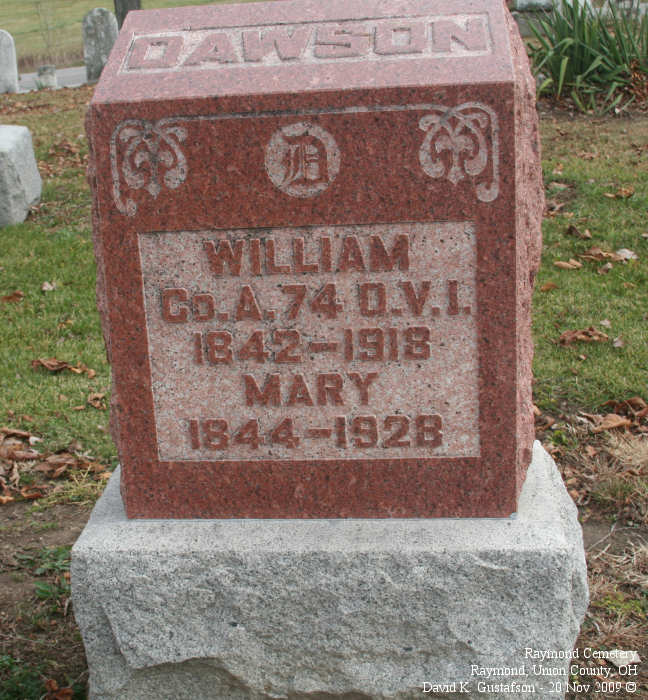 DAWSON
D
WILLIAM
CO. A. 74 O.V.I.
1842-1918
MARY
1844-1928
Raymond Cemetery
Raymond, Union County, OH
David K. Gustafson - 20 Nov 2009 ©